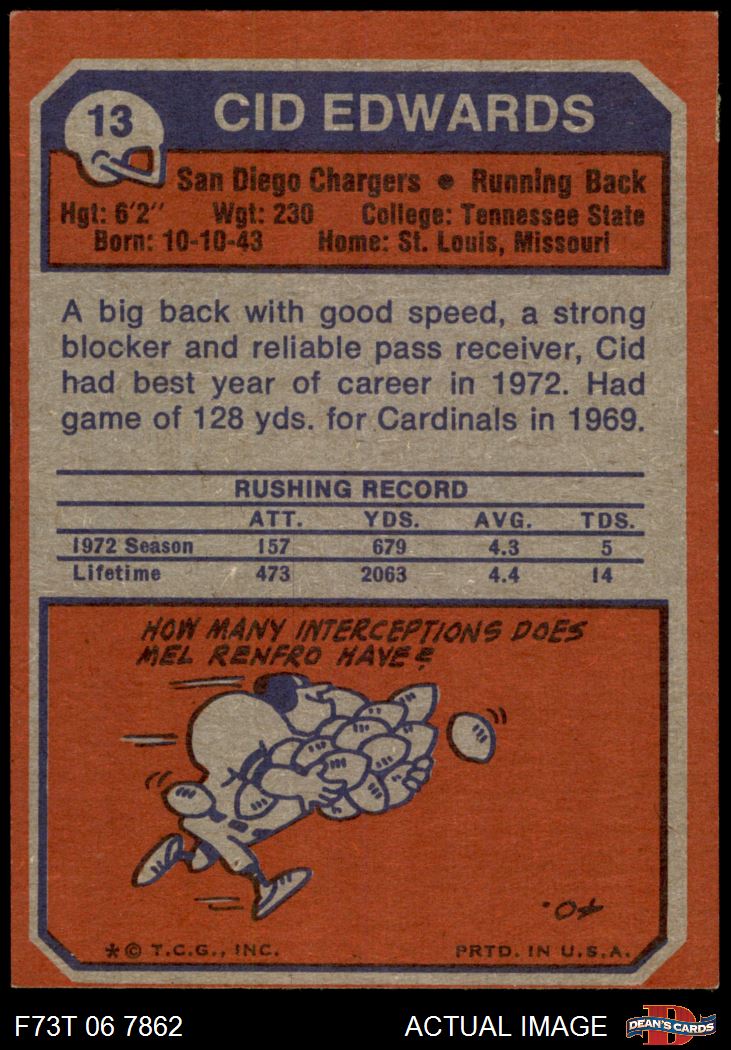 13
CID EDWARDS
San Diego Chargers • Running Back
Hgt: 6'2" Wgt: 230 College: Tennessee State
Born: 10-10-43 Home: St. Louis, Missouri
A big back with good speed, a strong
blocker and reliable pass receiver, Cid
had best year of career in 1972. Had
game of 128 yds. for Cardinals in 1969.
RUSHING RECORD
ATT. YDS. AVG. TDS.
1972 Season 157 679 4.3 5
Lifetime 473 2063 4.4 14
HOW MANY INTERCEPTIONS DOES
MEL RENFRO HAVE?
40.
* © T.C.G., INC. PRTD. IN U.S.A.
F73T 06 7862 ACTUAL IMAGE
D
DEAN'S CARDS